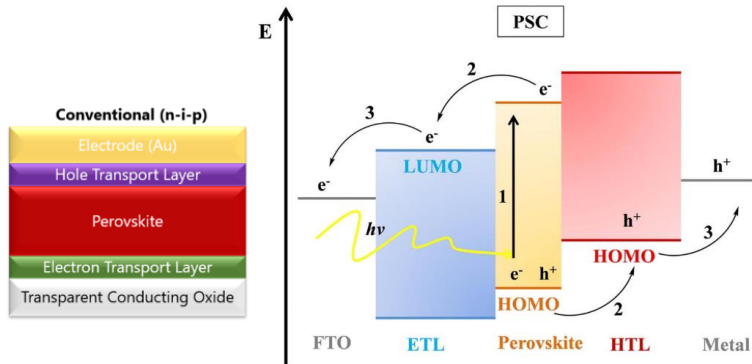 Conventional (n-i-p)
Electrode (Au)
Hole Transport Layer
Perovskite
Electron Transport Layer
Transparent Conducting Oxide
E
PSC
2
e-
3
e-
LUMO
e-
h+
1
hν
h+
3
e- h+
HOMO
HOMO
2
FTO ETL Perovskite HTL Metal